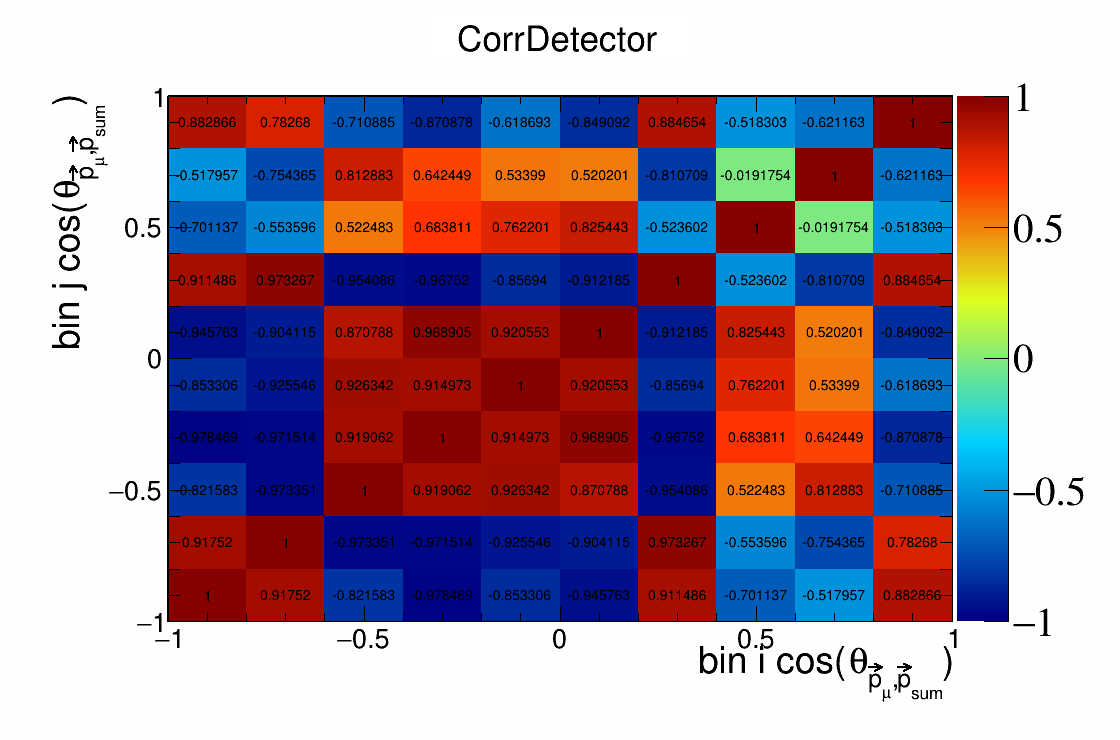 CorrDetector
bin j cos(θ p⃗μ,p⃗sum)
1
0.5
0
−0.5
−1
0.882866 0.78268 -0.710885 -0.870878 -0.618693 -0.849092 0.884654 -0.518303 -0.621163 1
-0.517957 -0.754365 0.812883 0.642449 0.53399 0.520201 -0.810709 -0.0191754 1 -0.621163
-0.701137 -0.553596 0.522483 0.683811 0.762201 0.825443 -0.523602 1 -0.0191754 -0.518303
0.911486 0.973267 -0.954086 -0.96752 -0.85694 -0.912185 1 -0.523602 -0.810709 0.884654
-0.945763 -0.904115 0.870788 0.968905 0.920553 1 -0.912185 0.825443 0.520201 -0.849092
-0.853306 -0.925546 0.926342 0.914973 1 0.920553 -0.85694 0.762201 0.53399 -0.618693
-0.978469 -0.971514 0.919062 1 0.914973 0.968905 -0.96752 0.683811 0.642449 -0.870878
-0.821583 -0.973351 1 0.919062 0.926342 0.870788 -0.954086 0.522483 0.812883 -0.710885
0.91752 1 -0.973351 -0.971514 -0.925546 -0.904115 0.973267 -0.553596 -0.754365 0.78268
1 0.91752 -0.821583 -0.978469 -0.853306 -0.945763 0.911486 -0.701137 -0.517957 0.882866
−1 −0.5 0 0.5 1
bin i cos(θ p⃗μ,p⃗sum)
1
0.5
0
−0.5
−1